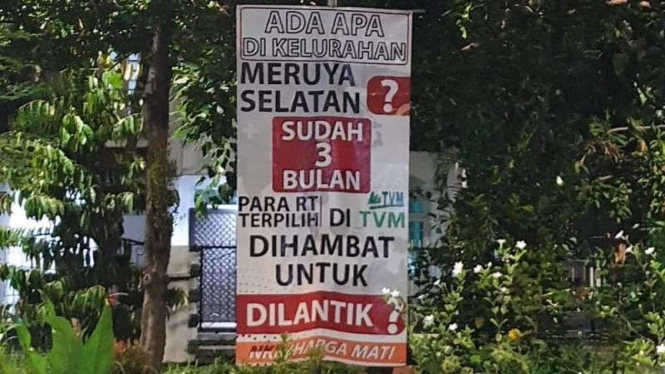 ADA APA
DI KELURAHAN
MERUYA
SELATAN ?
SUDAH
3
BULAN
PARA RT
TERPILIH DI TVM
TVM
DIHAMBAT
UNTUK
DILANTIK ?
HARGA MATI